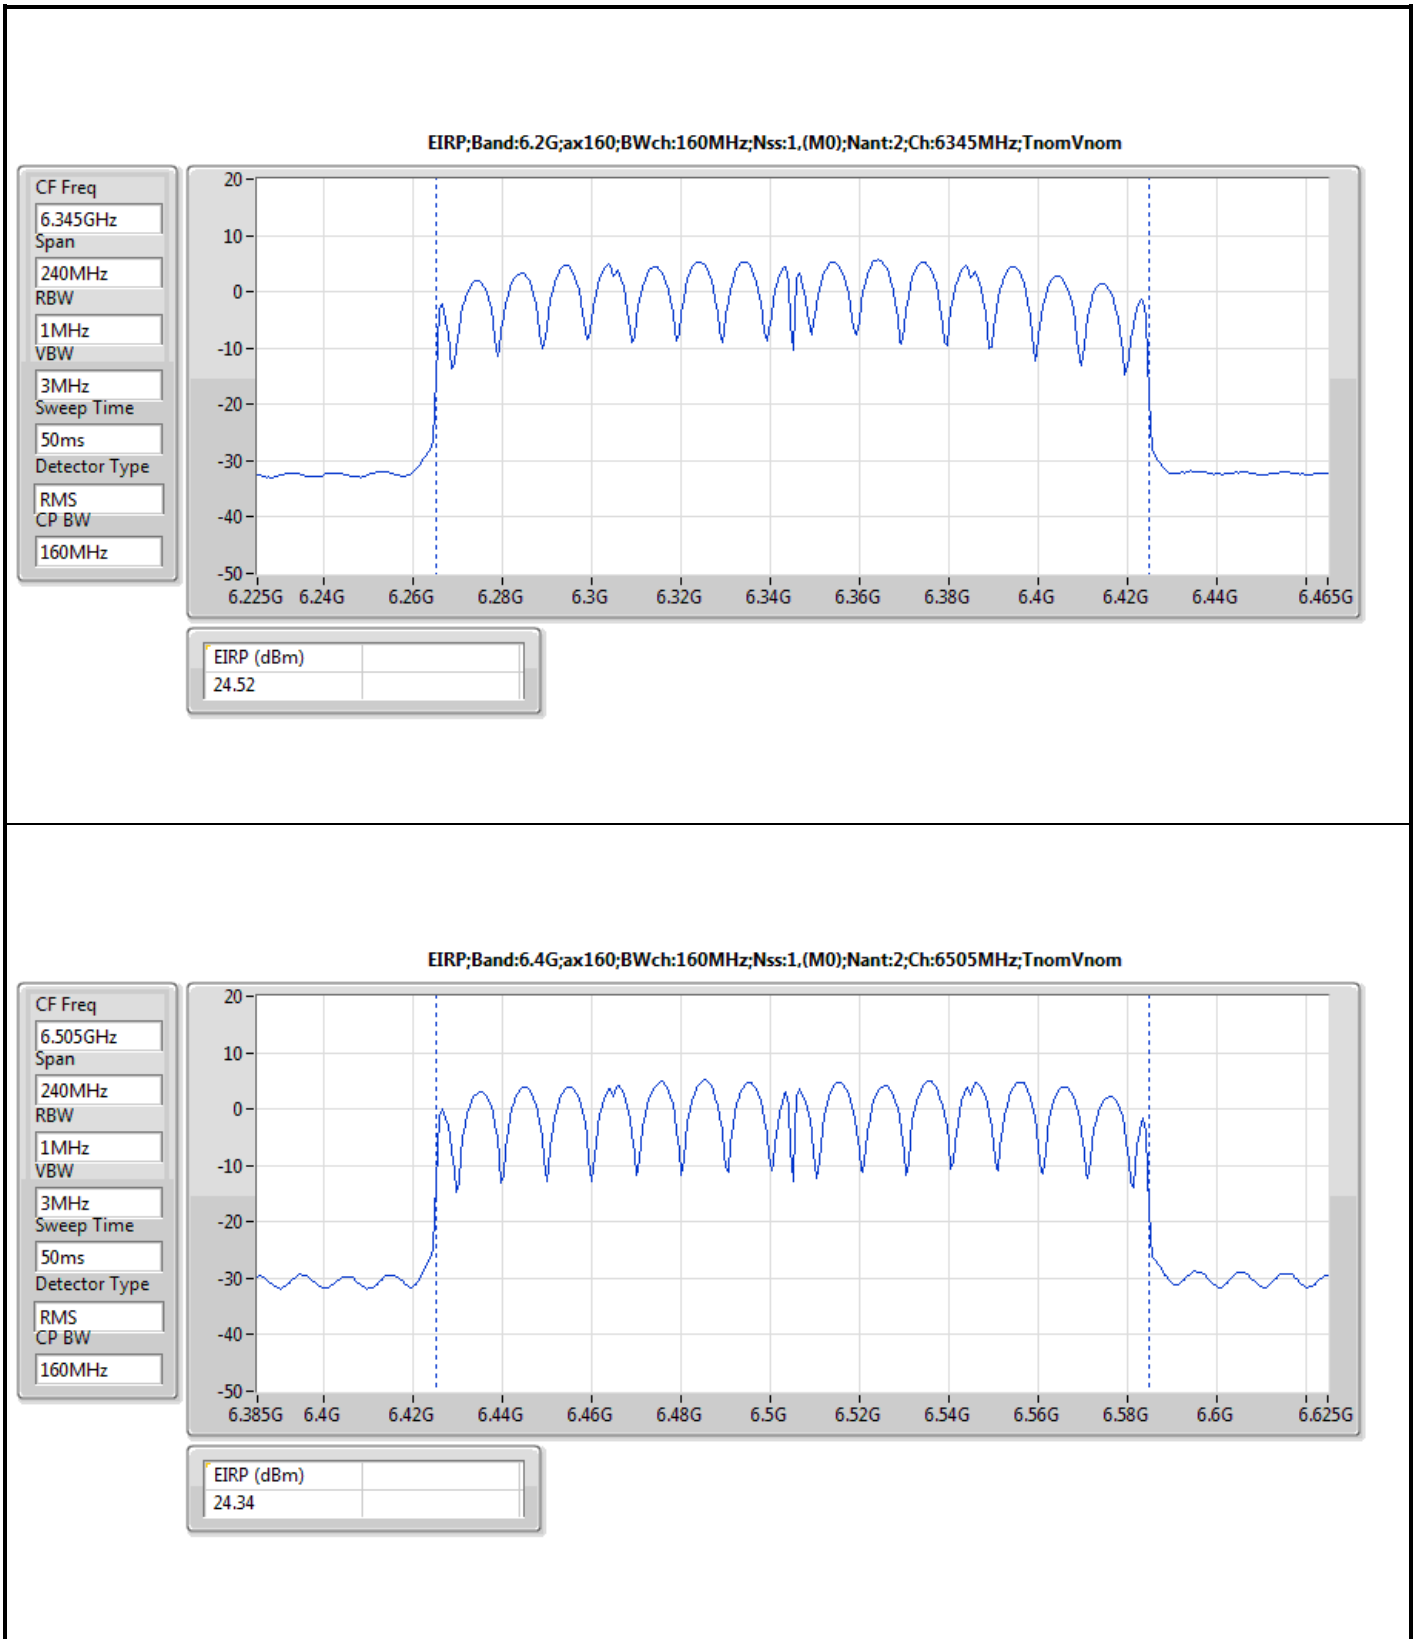 EIRP;Band:6.2G;ax160;BWch:160MHz;Nss:1,(M0);Nant:2;Ch:6345MHz;TnomVnom
CF Freq
6.345GHz
Span
240MHz
RBW
1MHz
VBW
3MHz
Sweep Time
50ms
Detector Type
RMS
CP BW
160MHz
20
10
0
-10
-20
-30
-40
-50
6.225G 6.24G 6.26G 6.28G 6.3G 6.32G 6.34G 6.36G 6.38G 6.4G 6.42G 6.44G 6.465G
EIRP (dBm)
24.52
EIRP;Band:6.4G;ax160;BWch:160MHz;Nss:1,(M0);Nant:2;Ch:6505MHz;TnomVnom
CF Freq
6.505GHz
Span
240MHz
RBW
1MHz
VBW
3MHz
Sweep Time
50ms
Detector Type
RMS
CP BW
160MHz
20
10
0
-10
-20
-30
-40
-50
6.385G 6.4G 6.42G 6.44G 6.46G 6.48G 6.5G 6.52G 6.54G 6.56G 6.58G 6.6G 6.625G
EIRP (dBm)
24.34